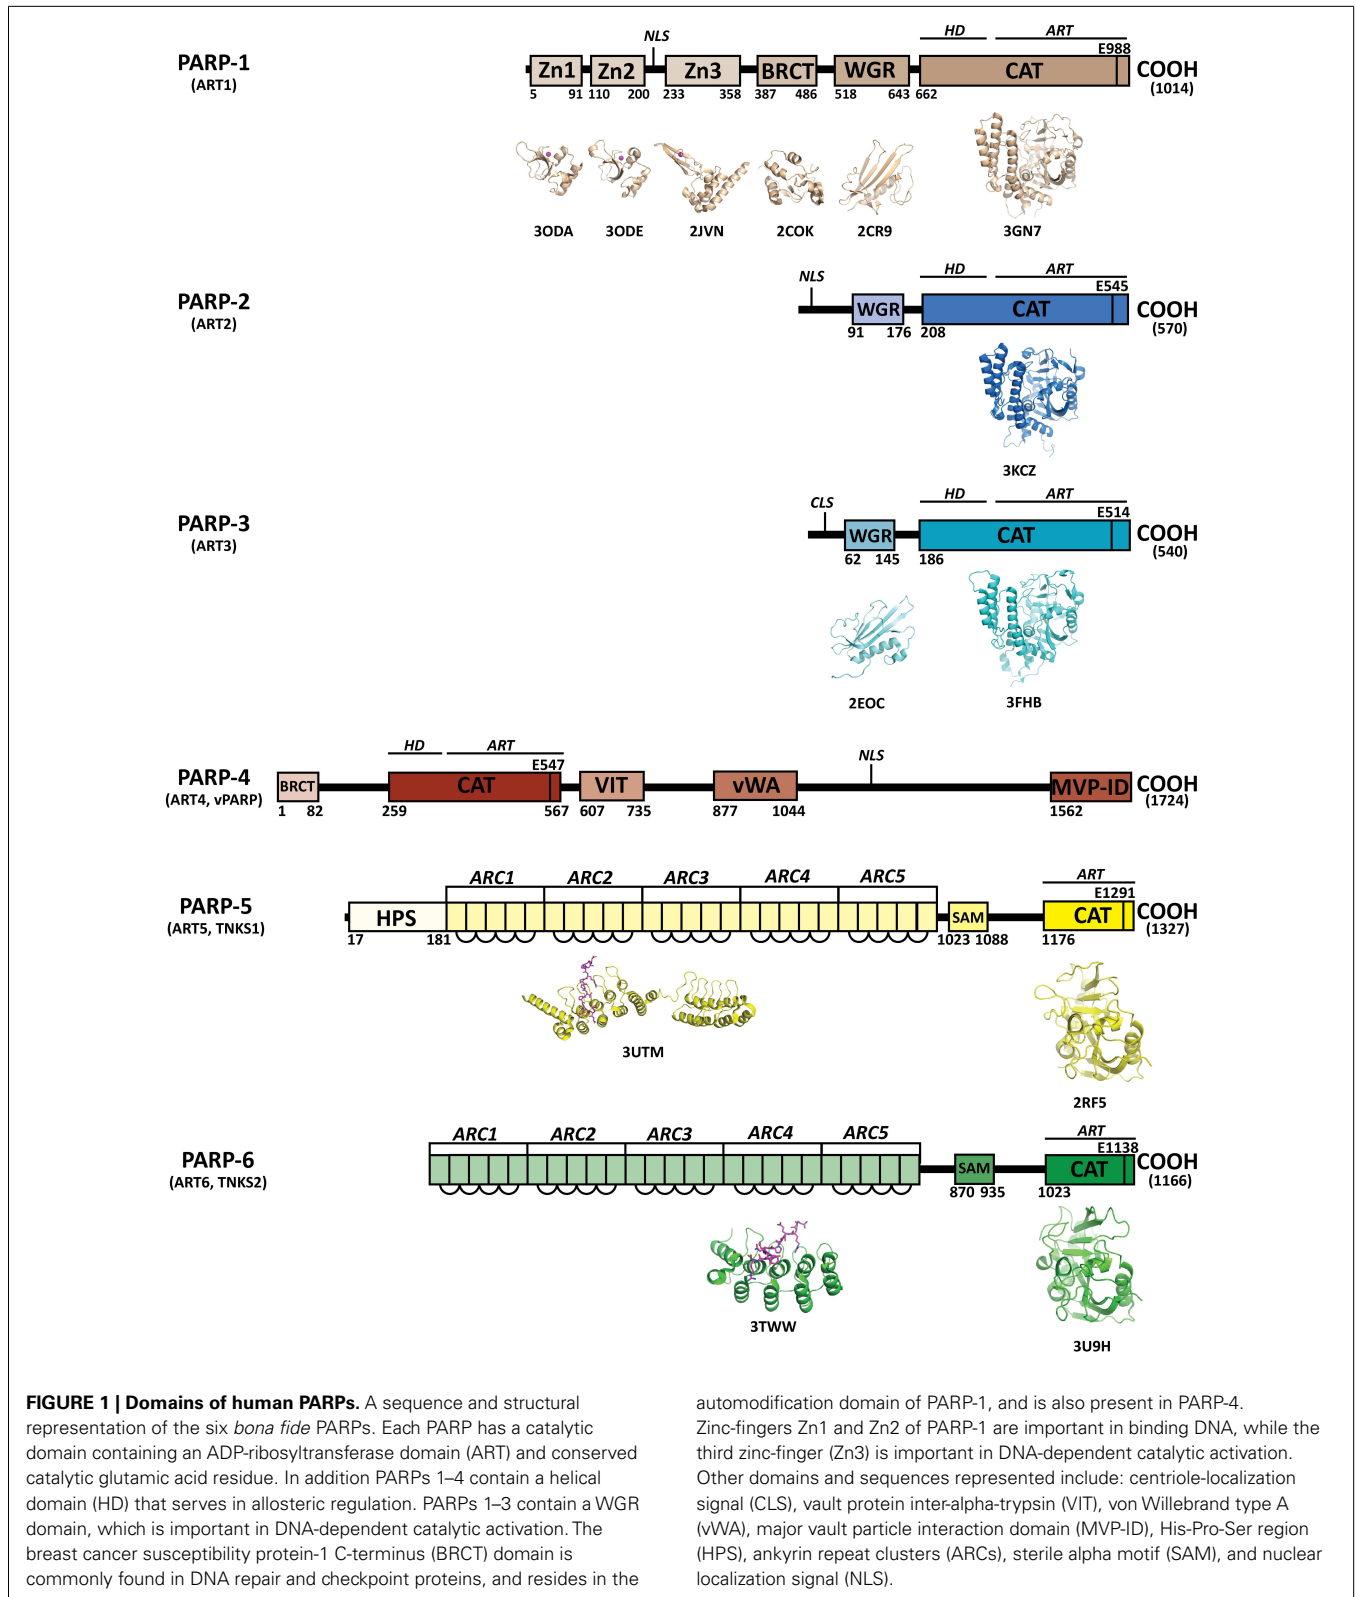 NLS
HD ART
E988
PARP-1
(ART1)
Zn1 Zn2 Zn3 BRCT WGR CAT
COOH
(1014)
5 91 110 200 233 358 387 486 518 643 662
3ODA 3ODE 2JVN 2COK 2CR9 3GN7
NLS
HD ART
E545
PARP-2
(ART2)
WGR CAT
COOH
(570)
91 176 208
3KCZ
CLS
HD ART
E514
PARP-3
(ART3)
WGR CAT
COOH
(540)
62 145 186
2EOC 3FHB
HD ART
E547
NLS
PARP-4
(ART4, vPARP)
BRCT CAT VIT vWA MVP-ID
COOH
(1724)
1 82 259 567 607 735 877 1044 1562
ARC1 ARC2 ARC3 ARC4 ARC5
ART
E1291
PARP-5
(ART5, TNKS1)
HPS SAM CAT
COOH
(1327)
17 181 1023 1088 1176
3UTM
2RF5
ARC1 ARC2 ARC3 ARC4 ARC5
ART
E1138
PARP-6
(ART6, TNKS2)
SAM CAT
COOH
(1166)
870 935 1023
3TWW
3U9H
FIGURE 1 | Domains of human PARPs. A sequence and structural
representation of the six bona fide PARPs. Each PARP has a catalytic
domain containing an ADP-ribosyltransferase domain (ART) and conserved
catalytic glutamic acid residue. In addition PARPs 1–4 contain a helical
domain (HD) that serves in allosteric regulation. PARPs 1–3 contain a WGR
domain, which is important in DNA-dependent catalytic activation. The
breast cancer susceptibility protein-1 C-terminus (BRCT) domain is
commonly found in DNA repair and checkpoint proteins, and resides in the
automodification domain of PARP-1, and is also present in PARP-4.
Zinc-fingers Zn1 and Zn2 of PARP-1 are important in binding DNA, while the
third zinc-finger (Zn3) is important in DNA-dependent catalytic activation.
Other domains and sequences represented include: centriole-localization
signal (CLS), vault protein inter-alpha-trypsin (VIT), von Willebrand type A
(vWA), major vault particle interaction domain (MVP-ID), His-Pro-Ser region
(HPS), ankyrin repeat clusters (ARCs), sterile alpha motif (SAM), and nuclear
localization signal (NLS).